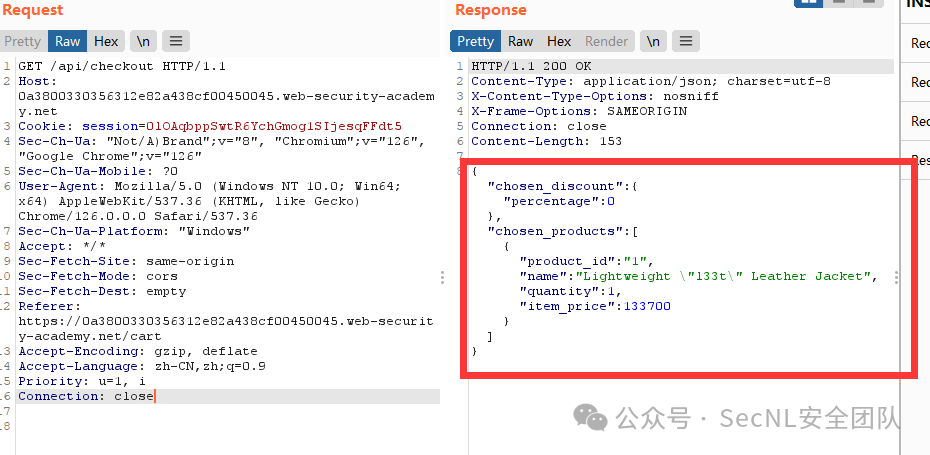 Request
Response
INS
Pretty Raw Hex \n
Pretty Raw Hex Render \n
1 GET /api/checkout HTTP/1.1
2 Host:
0a3800330356312e82a438cf00450045.web-security-academ
y.net
3 Cookie: session=
4 Sec-Ch-Ua: "Not/A)Brand";v="8", "Chromium";v="126",
"Google Chrome";v="126"
5 Sec-Ch-Ua-Mobile: ?0
6 User-Agent: Mozilla/5.0 (Windows NT 10.0; Win64;
x64) AppleWebKit/537.36 (KHTML, like Gecko)
Chrome/126.0.0.0 Safari/537.36
7 Sec-Ch-Ua-Platform: "Windows"
8 Accept: */*
9 Sec-Fetch-Site: same-origin
10 Sec-Fetch-Mode: cors
11 Sec-Fetch-Dest: empty
12 Referer:
https://0a3800330356312e82a438cf00450045.web-securit
y-academy.net/cart
13 Accept-Encoding: gzip, deflate
14 Accept-Language: zh-CN,zh;q=0.9
15 Priority: u=1, i
16 Connection: close
17
18
1 HTTP/1.1 200 OK
2 Content-Type: application/json; charset=utf-8
3 X-Content-Type-Options: nosniff
4 X-Frame-Options: SAMEORIGIN
5 Connection: close
6 Content-Length: 153
7
8 {
"chosen_discount":{
"percentage":0
},
"chosen_products":[
{
"product_id":"1",
"name":"Lightweight \"l33t\" Leather Jacket",
"quantity":1,
"item_price":133700
}
]
}
Rec
Rec
Rec
Res
公众号 · SecNL安全团队